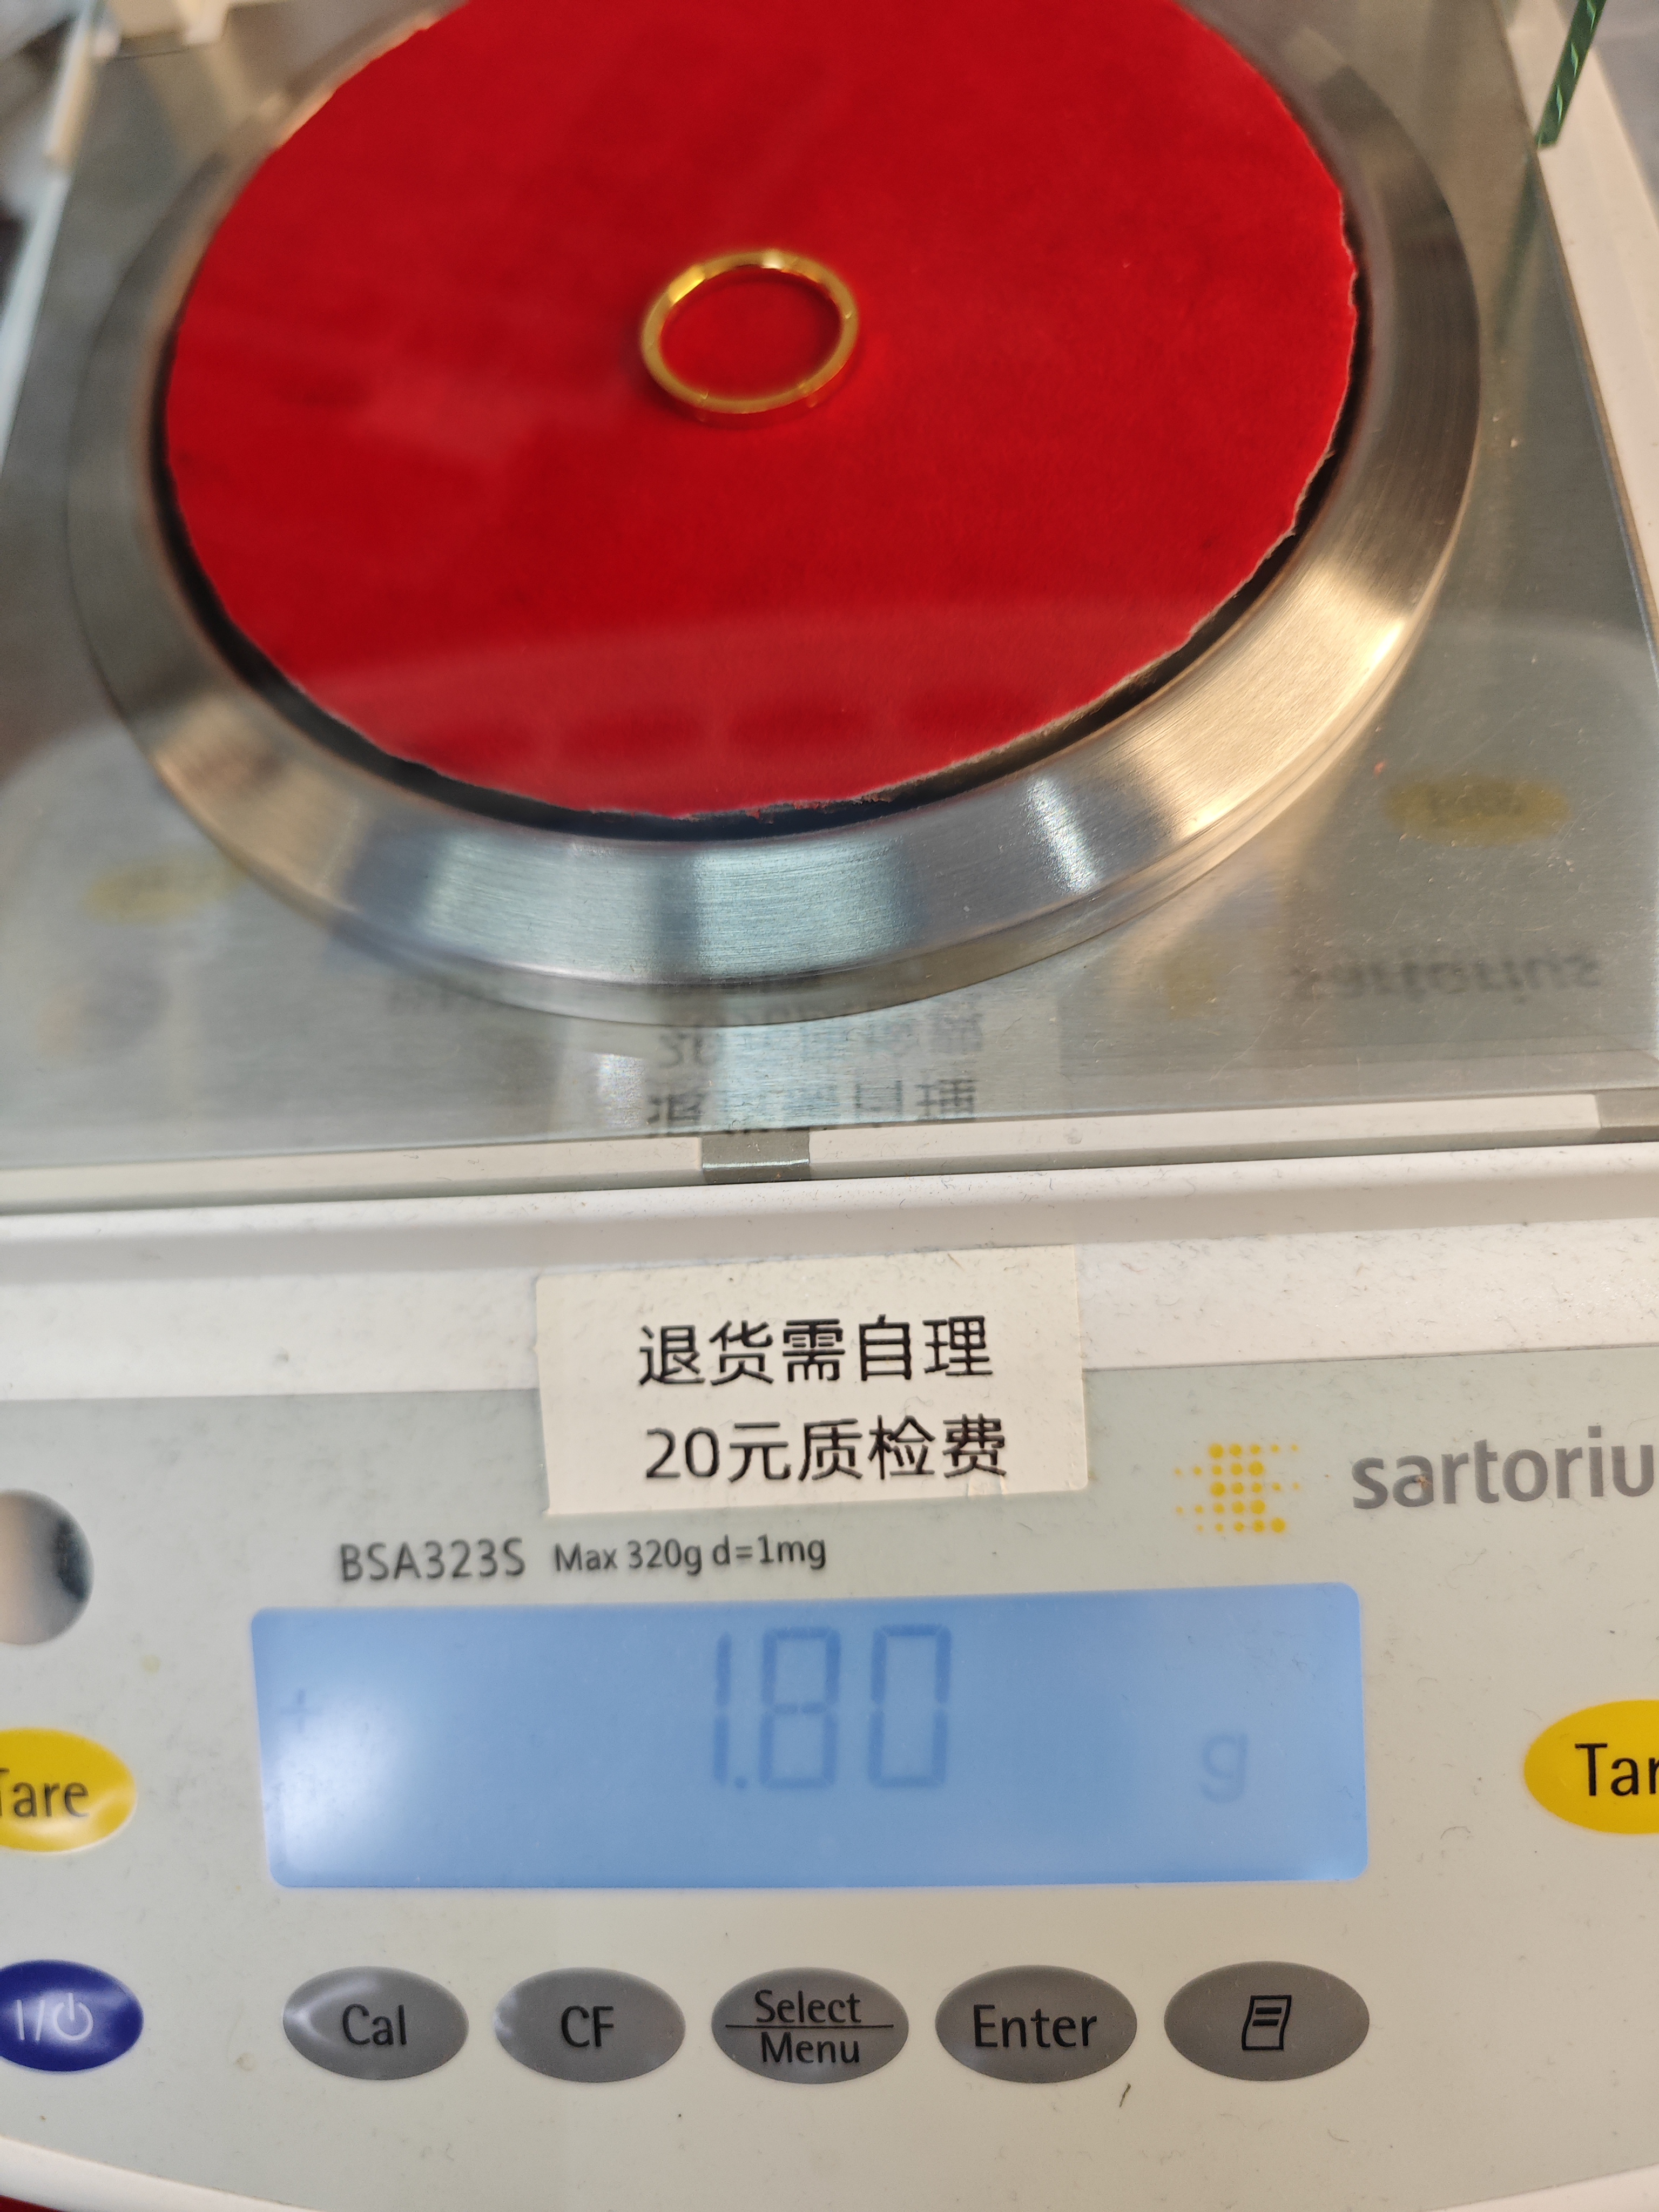 退货需自理
20元质检费
sartoriu
BSA323S Max 320g d=1mg
+ 1.80 g
Tare
Tar
I/⏻
Cal
CF
Select
Menu
Enter